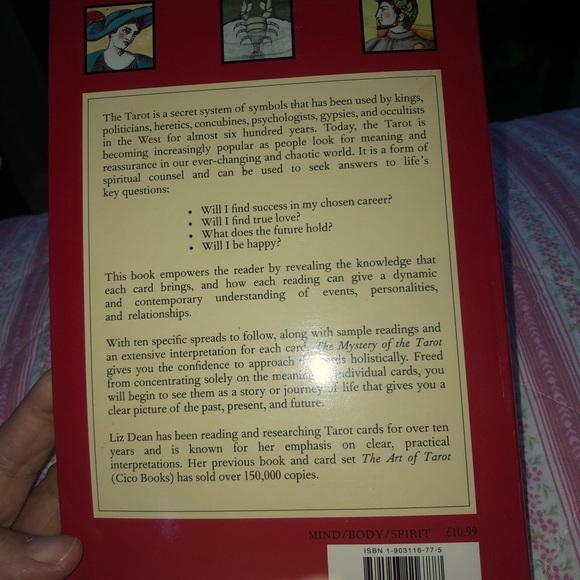 The Tarot is a secret system of symbols that has been used by kings,
politicians, heretics, concubines, psychologists, gypsies, and occultists
in the West for almost six hundred years. Today, the Tarot is
becoming increasingly popular as people look for meaning and
reassurance in our ever-changing and chaotic world. It is a form of
spiritual counsel and can be used to seek answers to life's
key questions:
• Will I find success in my chosen career?
• Will I find true love?
• What does the future hold?
• Will I be happy?
This book empowers the reader by revealing the knowledge that
each card brings, and how each reading can give a dynamic
and contemporary understanding of events, personalities,
and relationships.
With ten specific spreads to follow, along with sample readings and
an extensive interpretation for each card, The Mystery of the Tarot
gives you the confidence to approach the cards holistically. Freed
from concentrating solely on the meaning individual cards, you
will begin to see them as a story or journey of life that gives you a
clear picture of the past, present, and future.
Liz Dean has been reading and researching Tarot cards for over ten
years and is known for her emphasis on clear, practical
interpretations. Her previous book and card set The Art of Tarot
(Cico Books) has sold over 150,000 copies.
MIND/BODY/SPIRIT £10.99
ISBN 1-903116-77-5